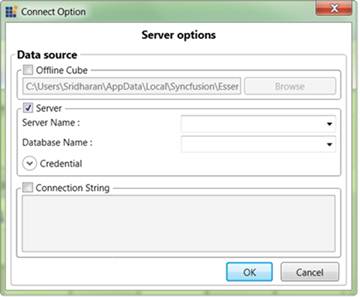 Connect Option
Server options
Data source
Offline Cube
C:\Users\Sridharan\AppData\Local\Syncfusion\Esser
Browse
Server
Server Name :
Database Name :
Credential
Connection String
OK
Cancel